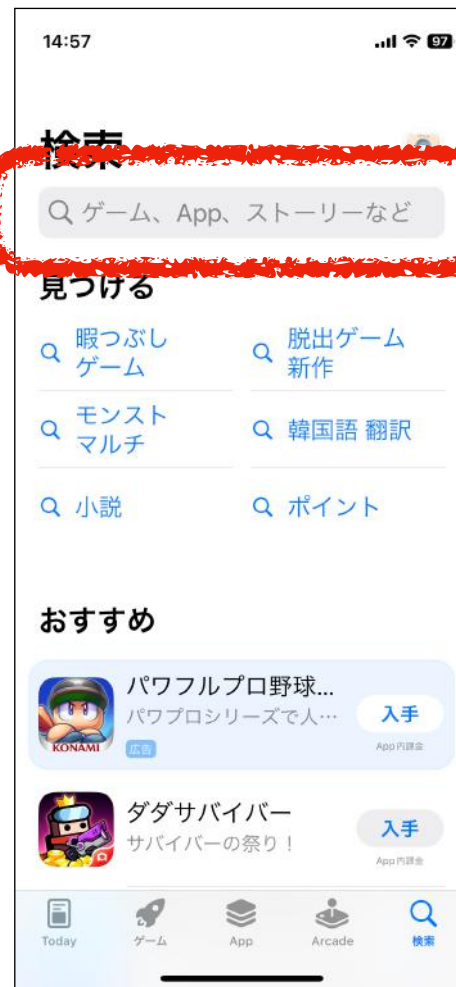 14:57
97
検索
ゲーム、App、ストーリーなど
見つける
暇つぶし
ゲーム
脱出ゲーム
新作
モンスト
マルチ
韓国語 翻訳
小説
ポイント
おすすめ
パワフルプロ野球...
パワプロシリーズで人…
広告
入手
App内課金
KONAMI
ダダサバイバー
サバイバーの祭り！
入手
App内課金
Today
ゲーム
App
Arcade
検索